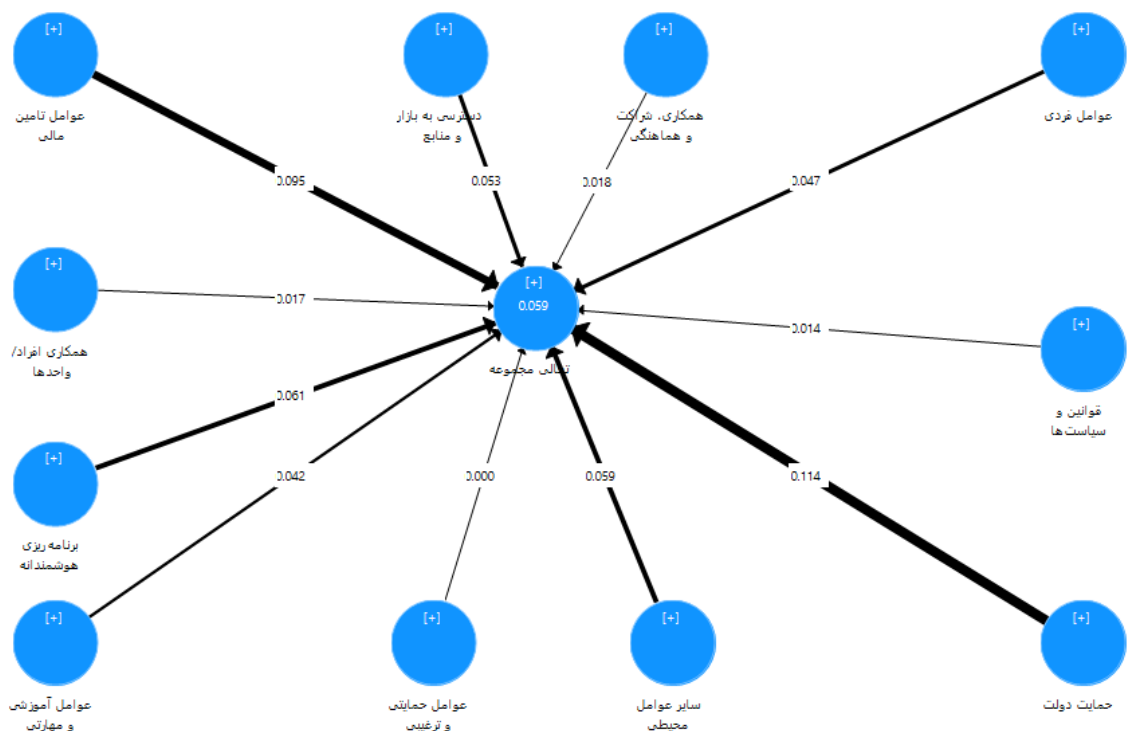 [+]
عوامل تامین
مالی
[+]
دسترسی به بازار
و منابع
[+]
همکاری، شراکت
و هماهنگی
[+]
عوامل فردی
0.095
0.053
0.018
0.047
[+]
همکاری افراد/
واحدها
0.017
[+]
0.059
تعالی مجموعه
0.014
[+]
قوانین و
سیاست‌ها
0.061
[+]
برنامه ریزی
هوشمندانه
0.042
0.000
0.059
0.114
[+]
عوامل آموزشی
و مهارتی
[+]
عوامل حمایتی
و ترغیبی
[+]
سایر عوامل
محیطی
[+]
حمایت دولت